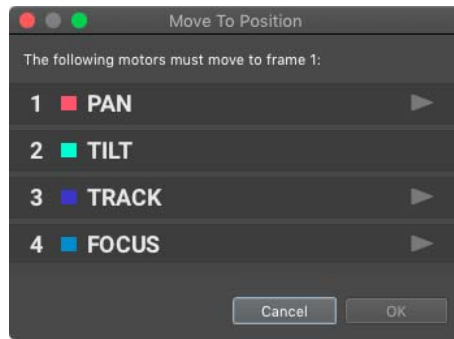 Move To Position
The following motors must move to frame 1:
1 PAN
2 TILT
3 TRACK
4 FOCUS
Cancel OK